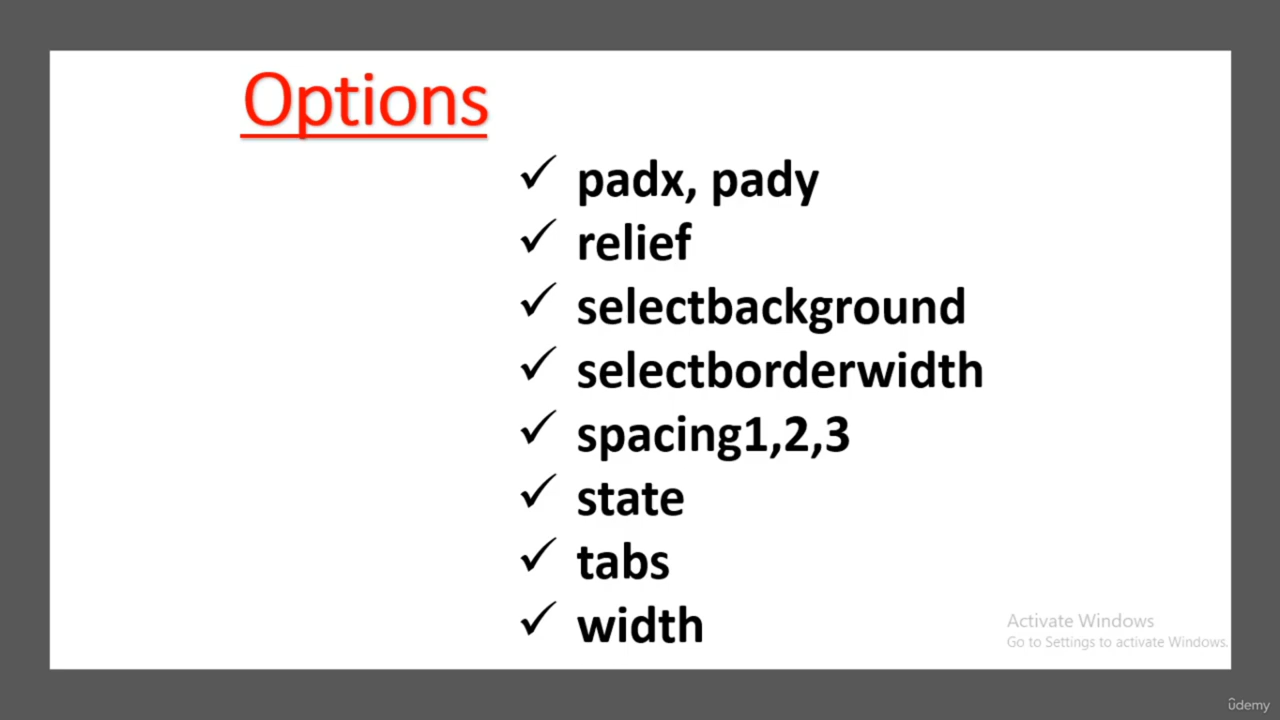 Options
✓ padx, pady
✓ relief
✓ selectbackground
✓ selectborderwidth
✓ spacing1,2,3
✓ state
✓ tabs
✓ width
Activate Windows
Go to Settings to activate Windows.
ûdemy